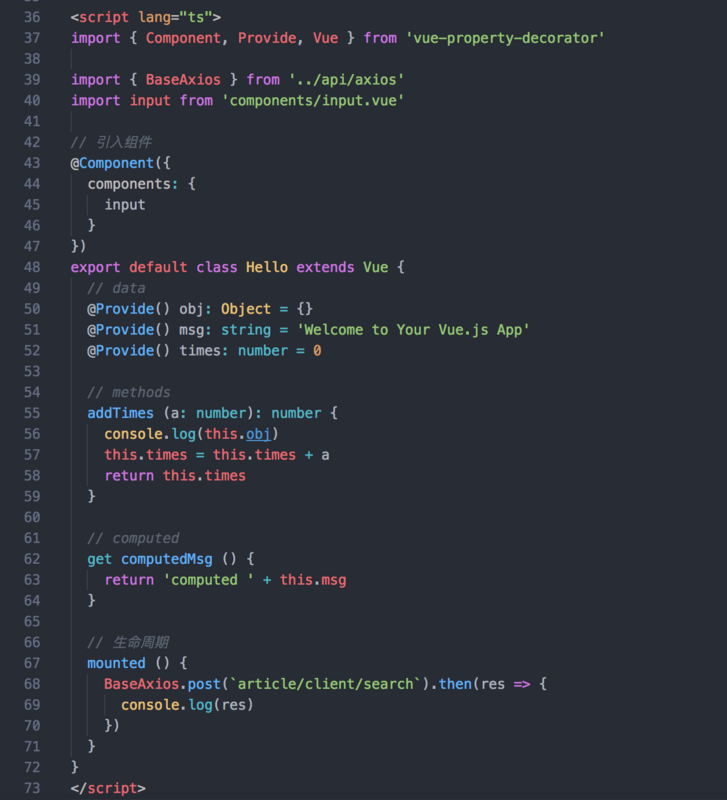 36 <script lang="ts">
37 import { Component, Provide, Vue } from 'vue-property-decorator'
38
39 import { BaseAxios } from '../api/axios'
40 import input from 'components/input.vue'
41
42 // 引入组件
43 @Component({
44   components: {
45     input
46   }
47 })
48 export default class Hello extends Vue {
49   // data
50   @Provide() obj: Object = {}
51   @Provide() msg: string = 'Welcome to Your Vue.js App'
52   @Provide() times: number = 0
53
54   // methods
55   addTimes (a: number): number {
56     console.log(this.obj)
57     this.times = this.times + a
58     return this.times
59   }
60
61   // computed
62   get computedMsg () {
63     return 'computed ' + this.msg
64   }
65
66   // 生命周期
67   mounted () {
68     BaseAxios.post(`article/client/search`).then(res => {
69       console.log(res)
70     })
71   }
72 }
73 </script>